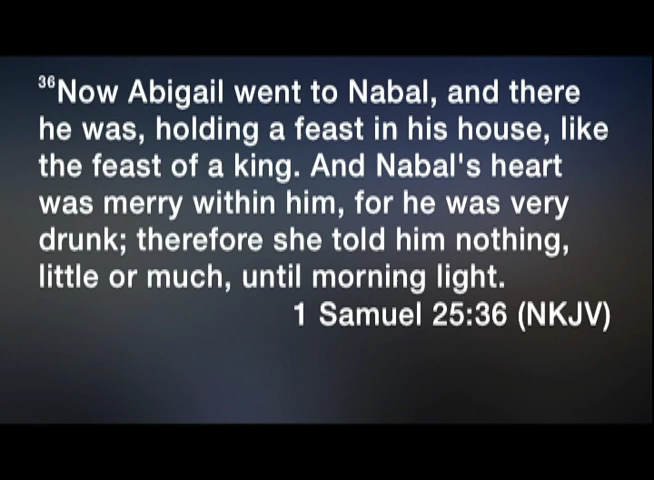 ³⁶Now Abigail went to Nabal, and there
he was, holding a feast in his house, like
the feast of a king. And Nabal's heart
was merry within him, for he was very
drunk; therefore she told him nothing,
little or much, until morning light.
1 Samuel 25:36 (NKJV)